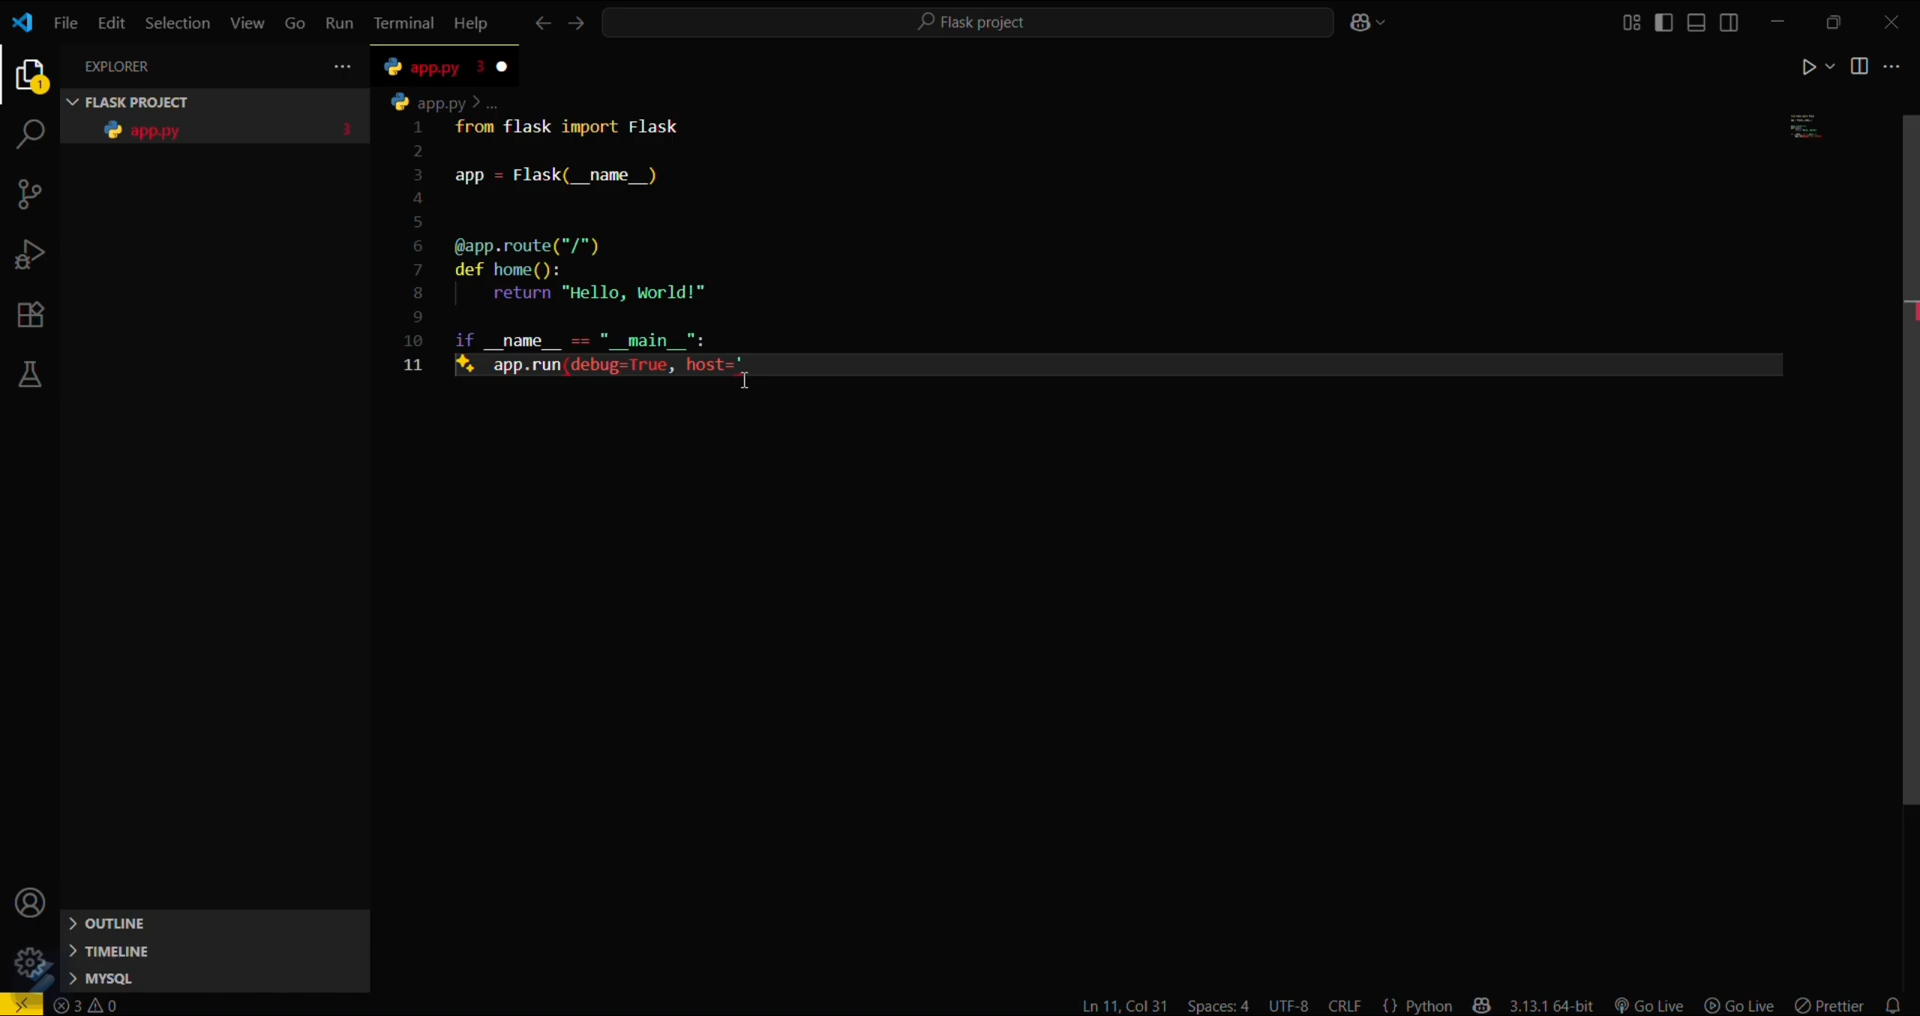 File Edit Selection View Go Run Terminal Help
Flask project
EXPLORER
FLASK PROJECT
app.py 3
app.py 3
app.py > ...
1 from flask import Flask
2
3 app = Flask(__name__)
4
5
6 @app.route("/")
7 def home():
8 return "Hello, World!"
9
10 if __name__ == "__main__":
11 app.run(debug=True, host='
1
OUTLINE
TIMELINE
MYSQL
3 0
Ln 11, Col 31 Spaces: 4 UTF-8 CRLF {} Python 3.13.1 64-bit Go Live Go Live Prettier